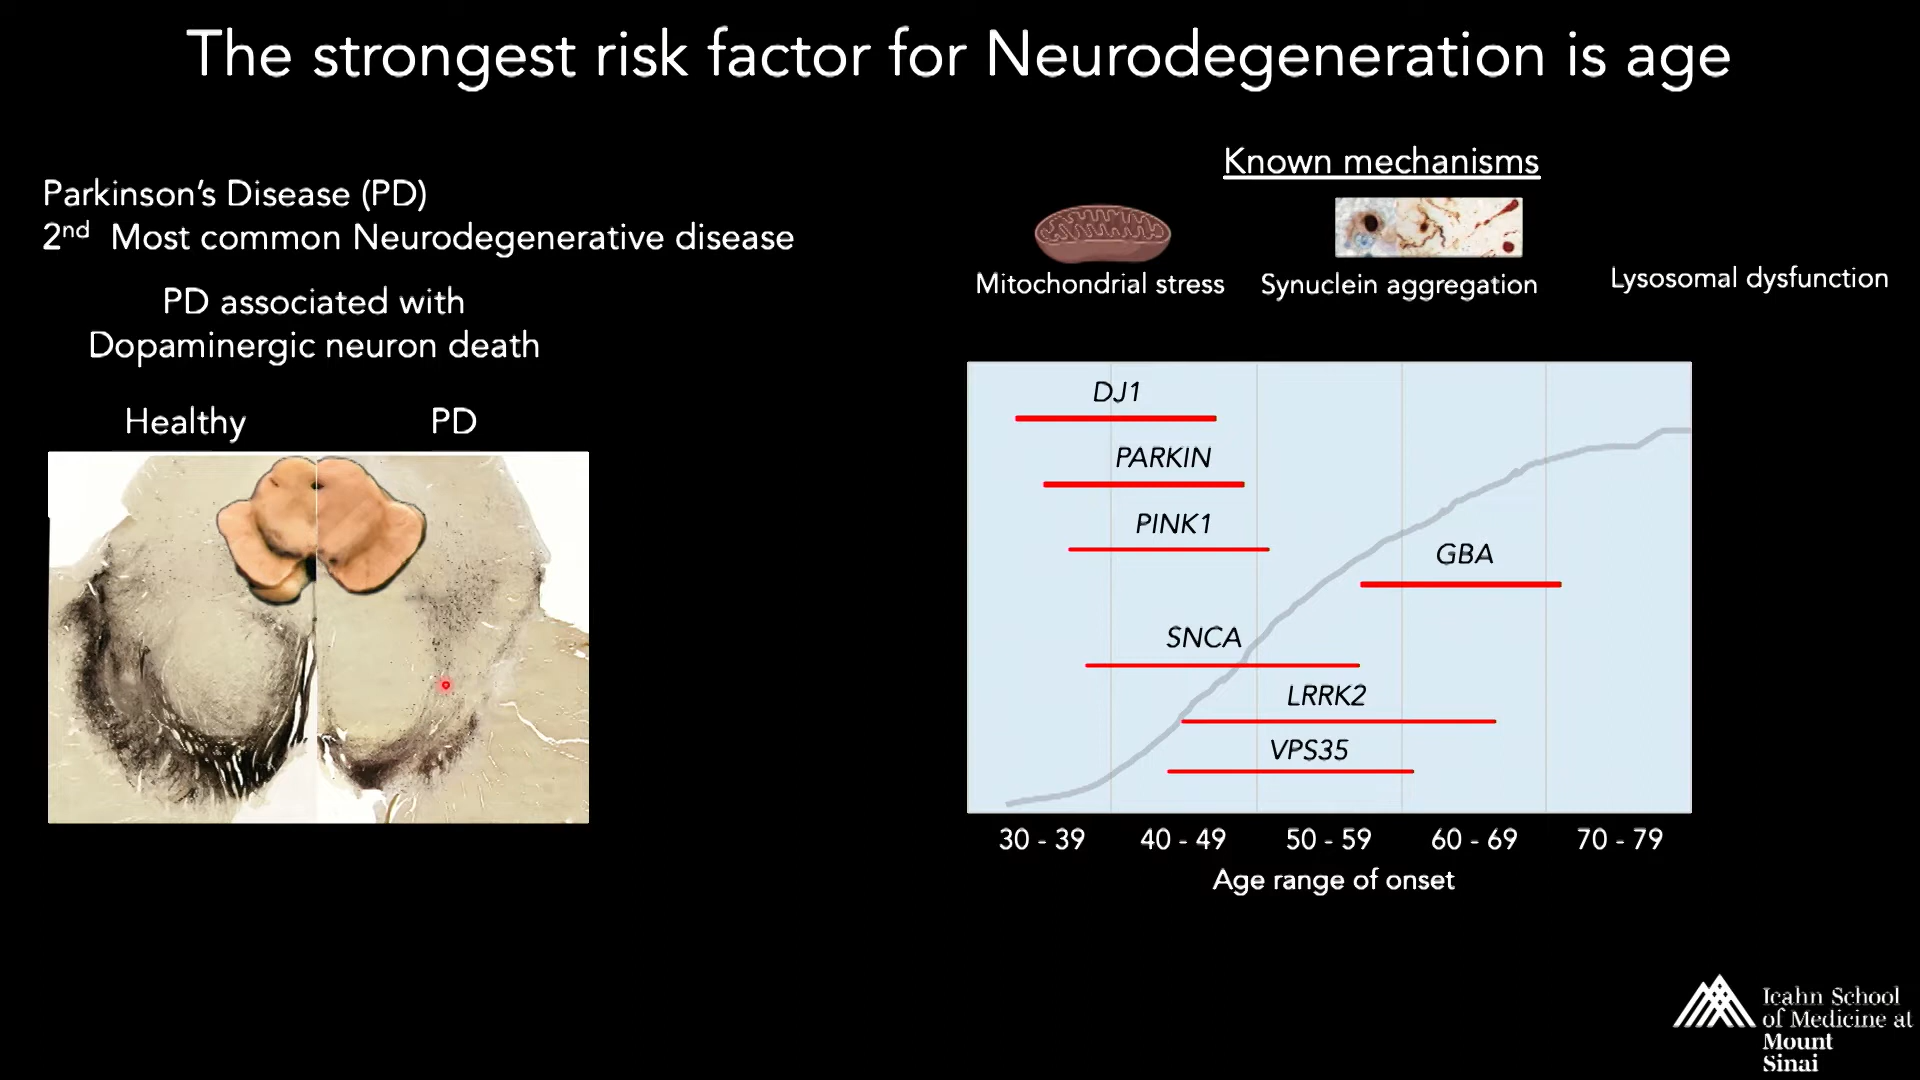 The strongest risk factor for Neurodegeneration is age
Parkinson's Disease (PD)
2nd Most common Neurodegenerative disease
PD associated with
Dopaminergic neuron death
Healthy
PD
Known mechanisms
Mitochondrial stress
Synuclein aggregation
Lysosomal dysfunction
DJ1
PARKIN
PINK1
GBA
SNCA
LRRK2
VPS35
30 - 39
40 - 49
50 - 59
60 - 69
70 - 79
Age range of onset
Icahn School
of Medicine at
Mount
Sinai